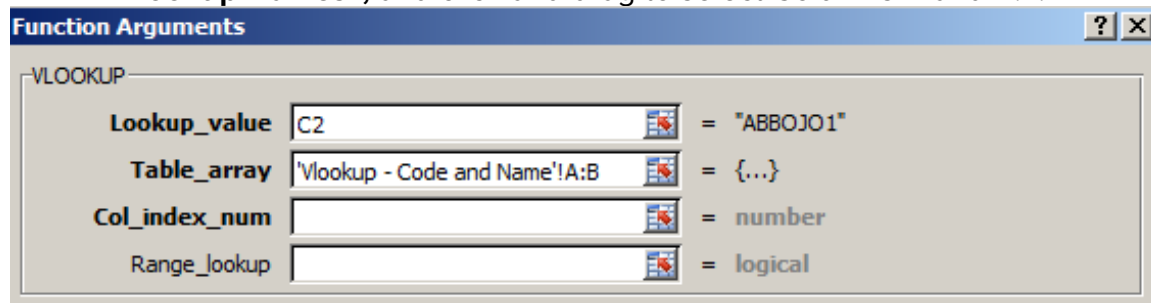 Function Arguments ? X
VLOOKUP
Lookup_value C2 = "ABBOJO1"
Table_array 'Vlookup - Code and Name'!A:B = {...}
Col_index_num = number
Range_lookup = logical